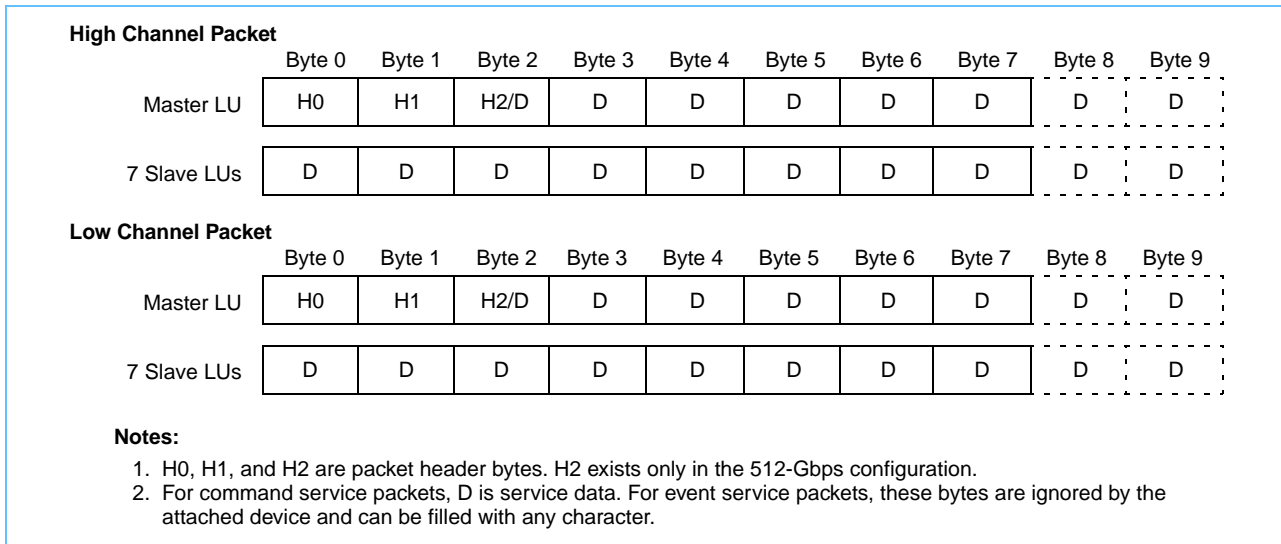 High Channel Packet
Byte 0 Byte 1 Byte 2 Byte 3 Byte 4 Byte 5 Byte 6 Byte 7 Byte 8 Byte 9
Master LU H0 H1 H2/D D D D D D D D
7 Slave LUs D D D D D D D D D D
Low Channel Packet
Byte 0 Byte 1 Byte 2 Byte 3 Byte 4 Byte 5 Byte 6 Byte 7 Byte 8 Byte 9
Master LU H0 H1 H2/D D D D D D D D
7 Slave LUs D D D D D D D D D D
Notes:
1. H0, H1, and H2 are packet header bytes. H2 exists only in the 512-Gbps configuration.
2. For command service packets, D is service data. For event service packets, these bytes are ignored by the
attached device and can be filled with any character.